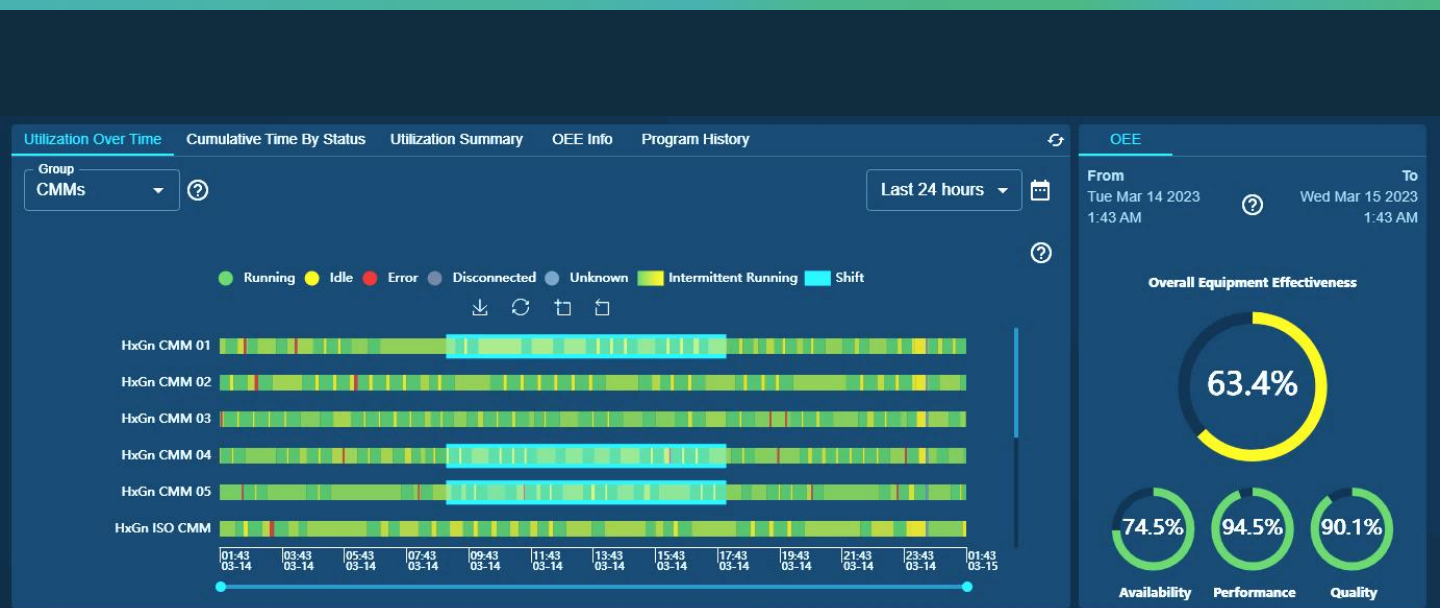 Utilization Over Time Cumulative Time By Status Utilization Summary OEE Info Program History
Group
CMMs
Last 24 hours
Running Idle Error Disconnected Unknown Intermittent Running Shift
HxGn CMM 01
HxGn CMM 02
HxGn CMM 03
HxGn CMM 04
HxGn CMM 05
HxGn ISO CMM
01:43 03:43 05:43 07:43 09:43 11:43 13:43 15:43 17:43 19:43 21:43 23:43 01:43
03-14 03-14 03-14 03-14 03-14 03-14 03-14 03-14 03-14 03-14 03-14 03-14 03-15
OEE
From To
Tue Mar 14 2023 Wed Mar 15 2023
1:43 AM 1:43 AM
Overall Equipment Effectiveness
63.4%
74.5% 94.5% 90.1%
Availability Performance Quality